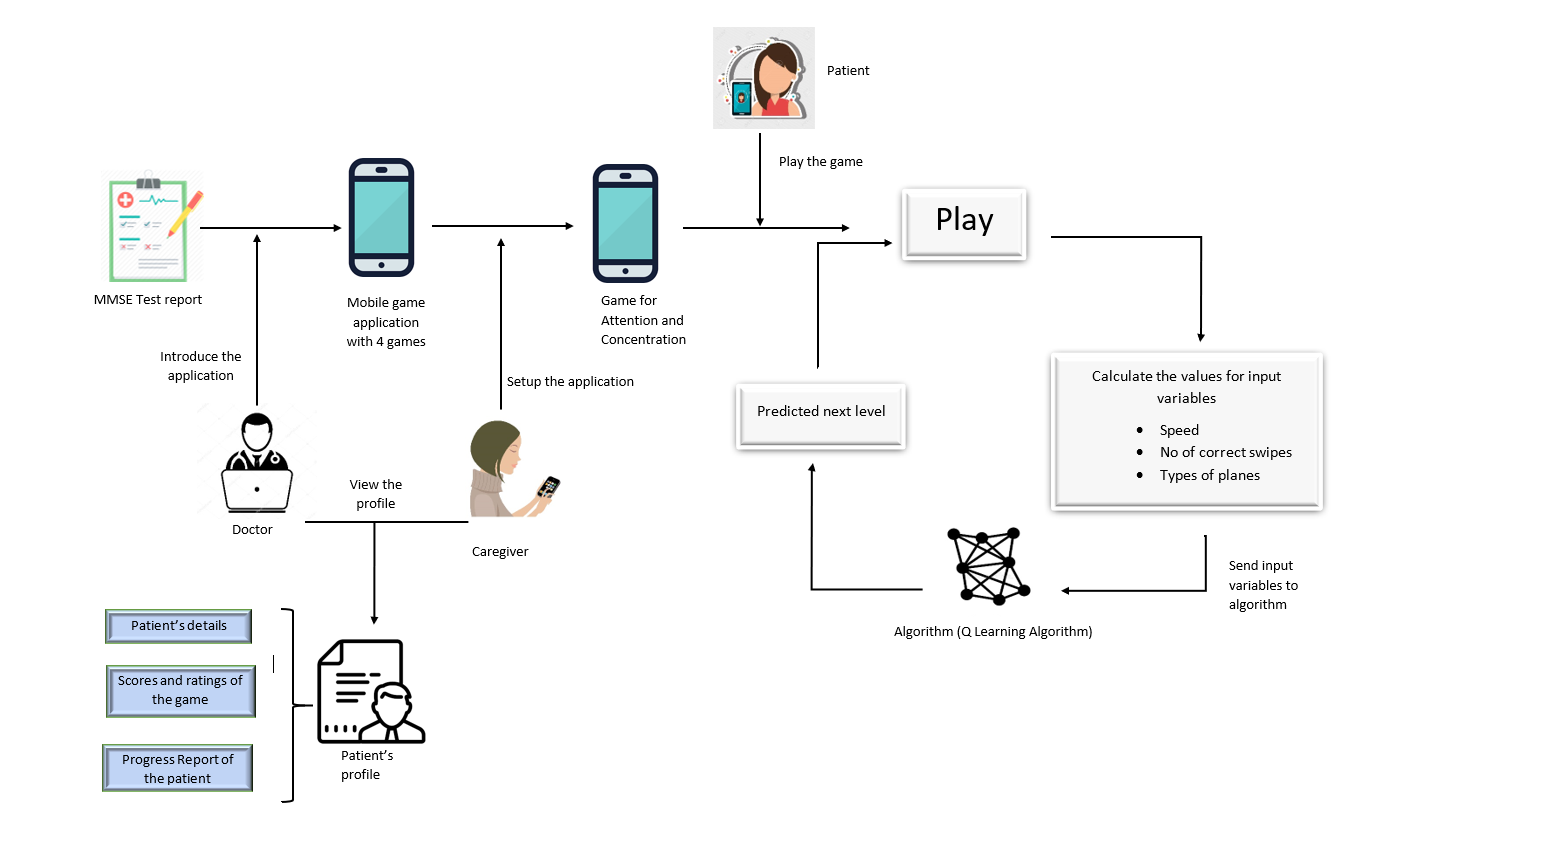 Patient
Play the game
Play
MMSE Test report
Mobile game
application
with 4 games
Game for
Attention and
Concentration
Introduce the
application
Setup the application
Predicted next level
Calculate the values for input
variables
• Speed
• No of correct swipes
• Types of planes
View the
profile
Doctor
Caregiver
Send input
variables to
algorithm
Algorithm (Q Learning Algorithm)
Patient's details
Scores and ratings of
the game
Progress Report of
the patient
Patient's
profile